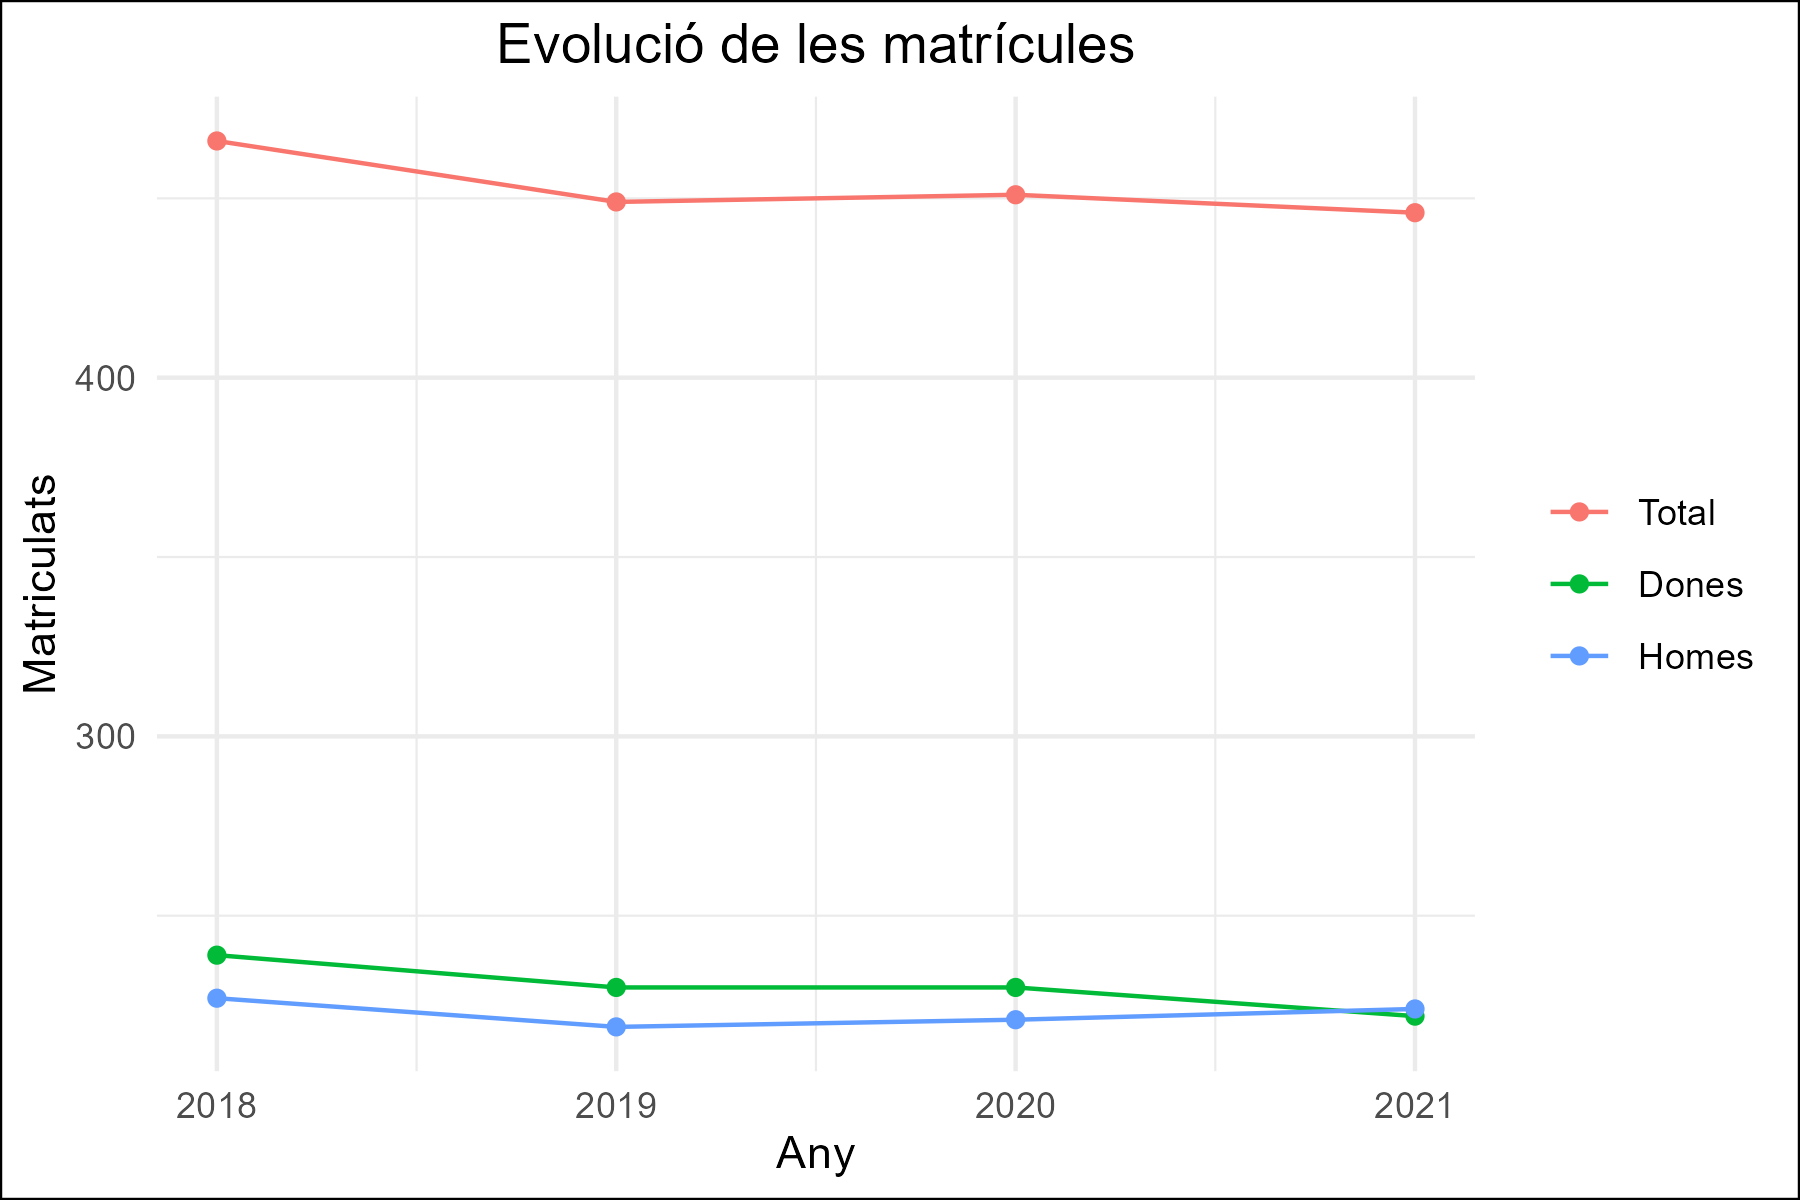 Evolució de les matrícules
Matriculats
400
300
2018 2019 2020 2021
Any
Total
Dones
Homes